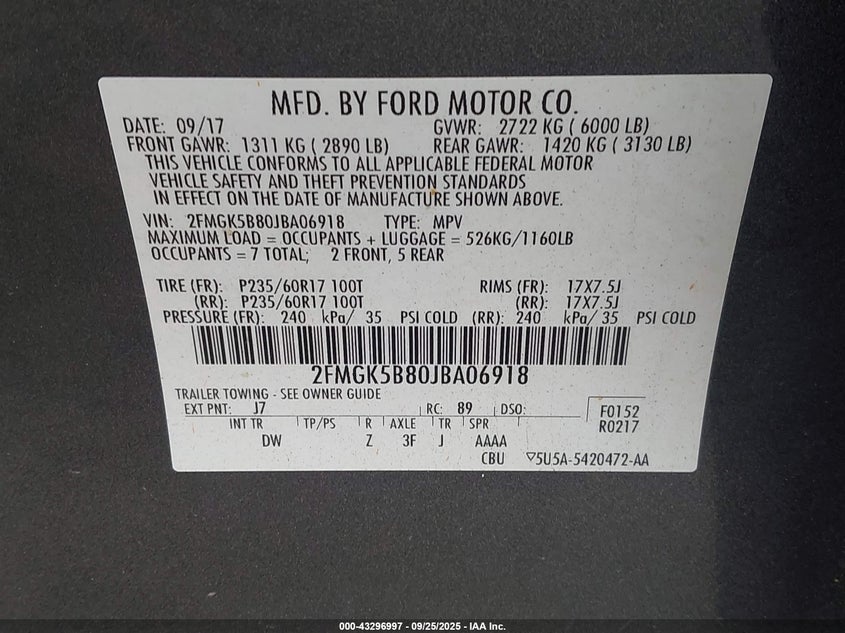 MFD. BY FORD MOTOR CO.
DATE: 09/17 GVWR: 2722 KG ( 6000 LB)
FRONT GAWR: 1311 KG ( 2890 LB) REAR GAWR: 1420 KG ( 3130 LB)
THIS VEHICLE CONFORMS TO ALL APPLICABLE FEDERAL MOTOR
VEHICLE SAFETY AND THEFT PREVENTION STANDARDS
IN EFFECT ON THE DATE OF MANUFACTURE SHOWN ABOVE.
VIN: 2FMGK5B80JBA06918 TYPE: MPV
MAXIMUM LOAD = OCCUPANTS + LUGGAGE = 526KG/1160LB
OCCUPANTS = 7 TOTAL; 2 FRONT, 5 REAR
TIRE (FR): P235/60R17 100T RIMS (FR): 17X7.5J
(RR): P235/60R17 100T (RR): 17X7.5J
PRESSURE (FR): 240 kPa/ 35 PSI COLD (RR): 240 kPa/ 35 PSI COLD
2FMGK5B80JBA06918
TRAILER TOWING - SEE OWNER GUIDE
EXT PNT: J7 RC: 89 DSO: F0152
INT TR TP/PS R AXLE TR SPR R0217
DW Z 3F J AAAA
CBU ▽5U5A-5420472-AA
000-43296997 - 09/25/2025 - IAA Inc.